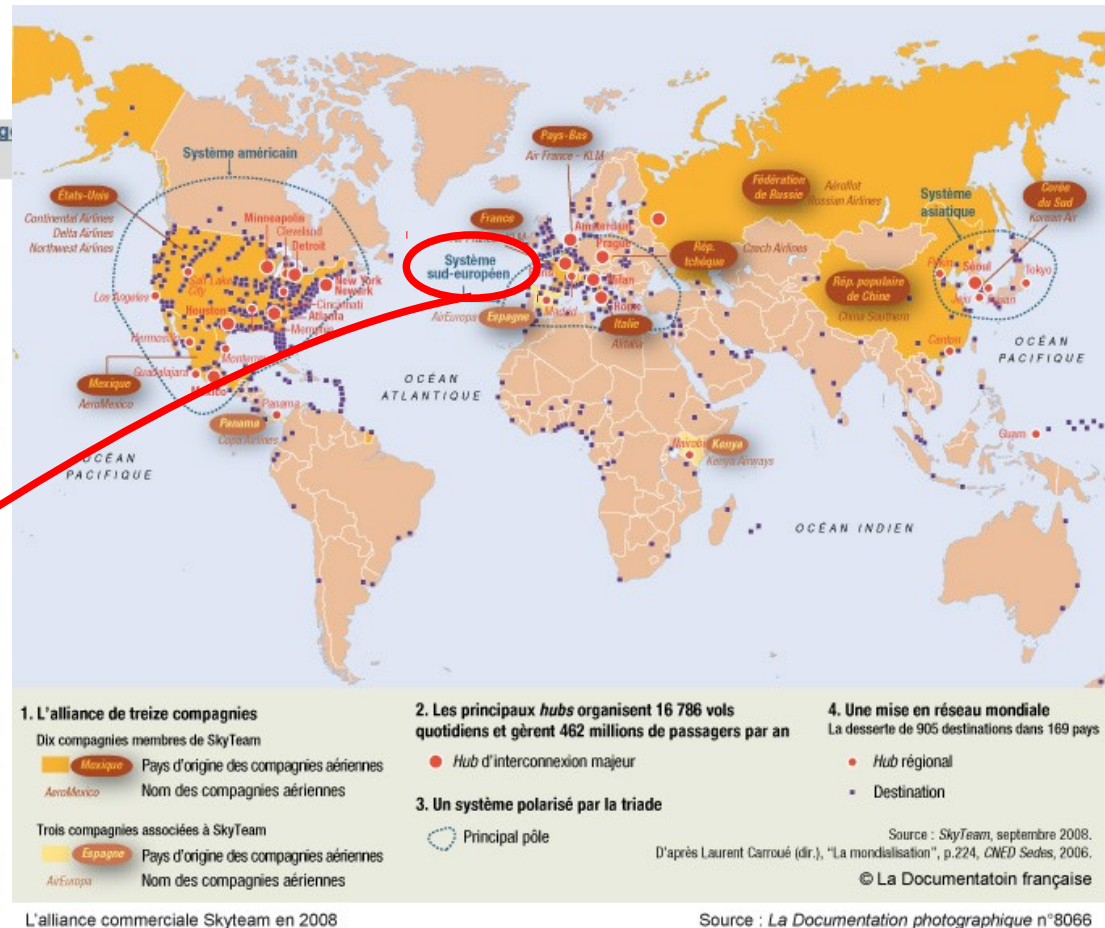 Système américain
États-Unis
Continental Airlines
Delta Airlines
Northwest Airlines
Minneapolis
Cleveland
Detroit
Salt Lake
City
New York
Newark
Cincinnati
Atlanta
Memphis
Los Angeles
Houston
Hermosillo
Monterrey
Guadalajara
Mexico
Mexique
AeroMexico
Panama
Panama
Copa Airlines
OCÉAN
PACIFIQUE
OCÉAN
ATLANTIQUE
Pays-Bas
Air France - KLM
France
Système
sud-européen
AirEuropa
Espagne
Madrid
Amsterdam
Prague
Milan
Rome
Italie
Alitalia
Rép.
tchèque
Czech Airlines
Fédération
de Russie
Aéroflot
Russian Airlines
Système
asiatique
Corée
du Sud
Korean Air
Pékin
Séoul
Tokyo
Jeju
Pusan
Rép. populaire
de Chine
China Southern
Canton
OCÉAN
PACIFIQUE
Guam
Nairobi
Kenya
Kenya Airways
OCÉAN INDIEN
1. L'alliance de treize compagnies
Dix compagnies membres de SkyTeam
Mexique Pays d'origine des compagnies aériennes
AeroMexico Nom des compagnies aériennes
Trois compagnies associées à SkyTeam
Espagne Pays d'origine des compagnies aériennes
AirEuropa Nom des compagnies aériennes
2. Les principaux hubs organisent 16 786 vols
quotidiens et gèrent 462 millions de passagers par an
Hub d'interconnexion majeur
3. Un système polarisé par la triade
Principal pôle
4. Une mise en réseau mondiale
La desserte de 905 destinations dans 169 pays
Hub régional
Destination
Source : SkyTeam, septembre 2008.
D'après Laurent Carroué (dir.), "La mondialisation", p.224, CNED Sedes, 2006.
© La Documentatoin française
L'alliance commerciale Skyteam en 2008
Source : La Documentation photographique n°8066